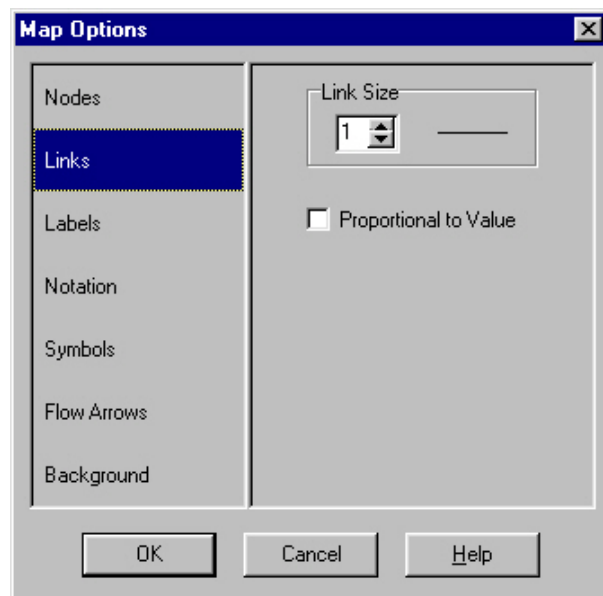 Map Options
Nodes
Links
Labels
Notation
Symbols
Flow Arrows
Background
Link Size
1
Proportional to Value
OK
Cancel
Help